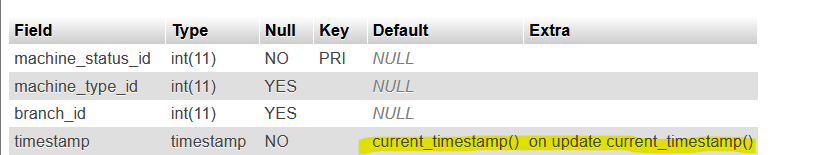 Field Type Null Key Default Extra
machine_status_id int(11) NO PRI NULL
machine_type_id int(11) YES NULL
branch_id int(11) YES NULL
timestamp timestamp NO current_timestamp() on update current_timestamp()